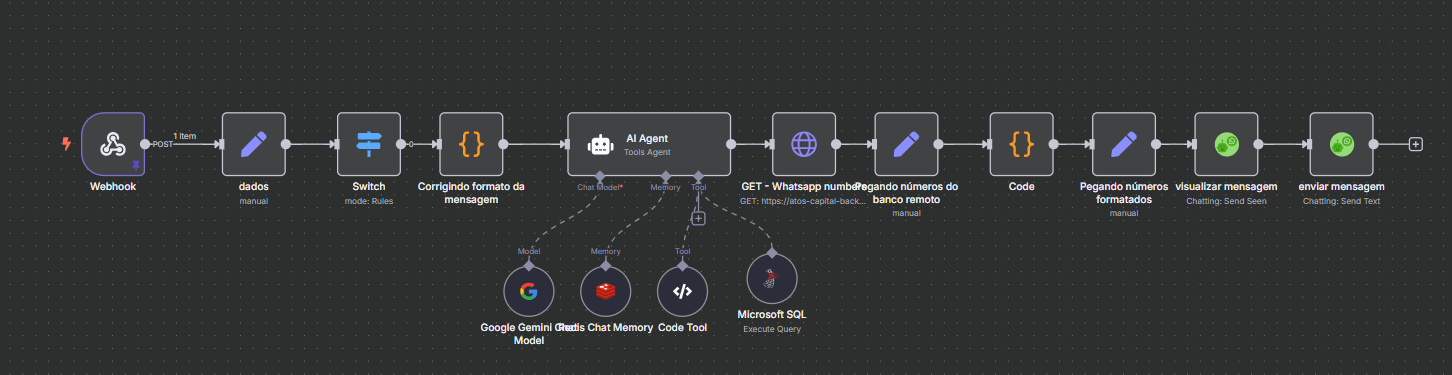 1 Item
POST
0
Webhook
dados
manual
Switch
mode: Rules
Corrigindo formato da
mensagem
AI Agent
Tools Agent
Chat Model*
Memory
Tool
GET - Whatsapp numbers
GET: https://atos-capital-back...
Pegando números do
banco remoto
manual
Code
Pegando números
formatados
manual
visualizar mensagem
Chatting: Send Seen
enviar mensagem
Chatting: Send Text
Model
Memory
Tool
Google Gemini Chat
Model
Redis Chat Memory
Code Tool
Microsoft SQL
Execute Query